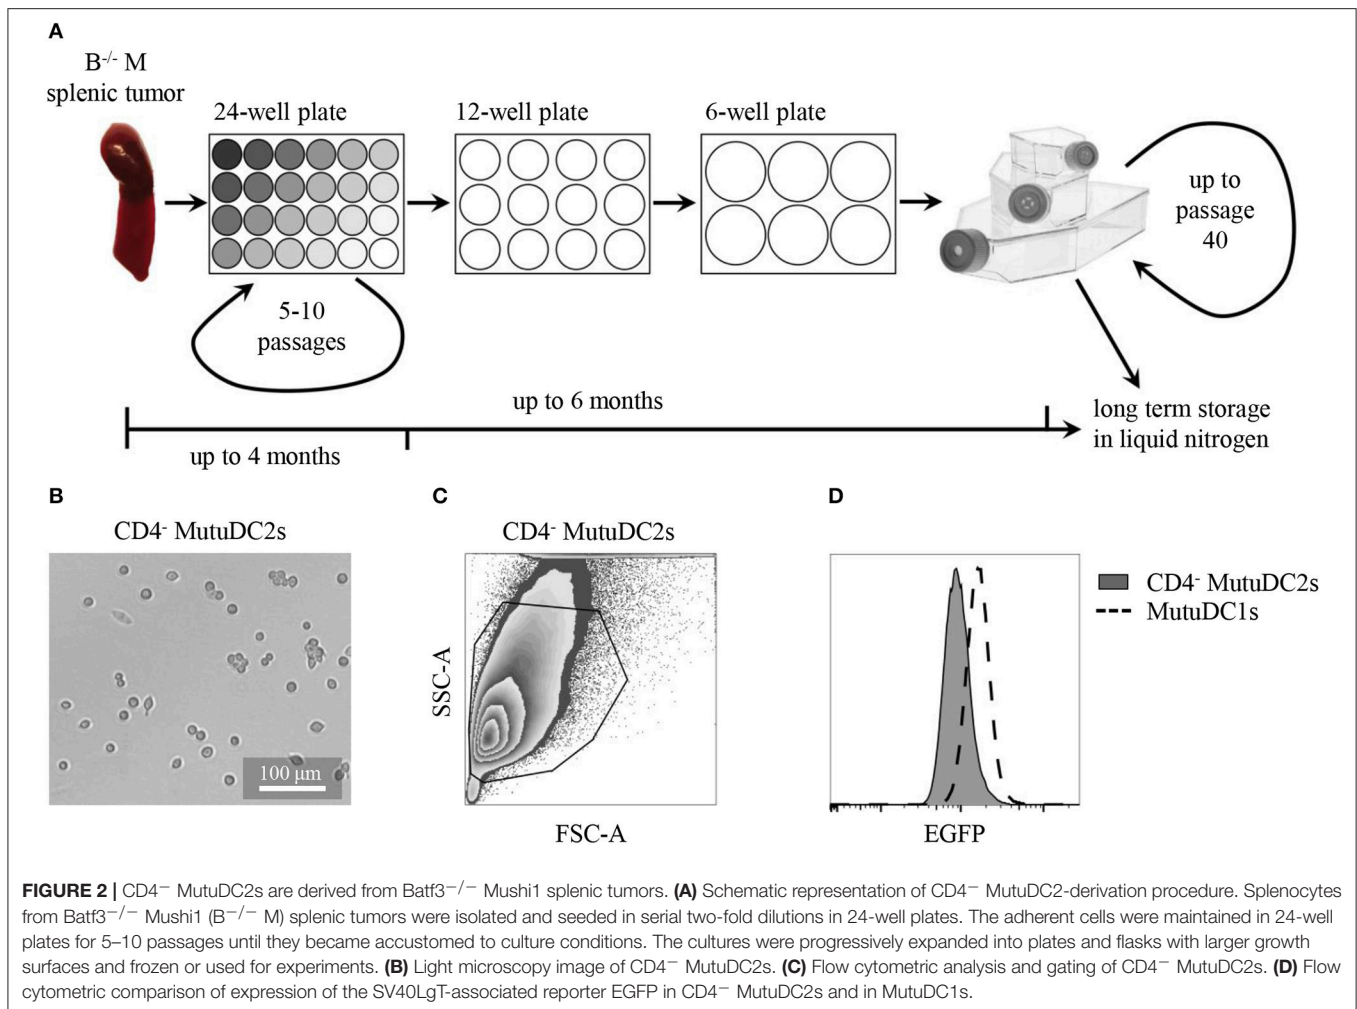 A
B-/- M
splenic tumor
24-well plate
12-well plate
6-well plate
up to
passage
40
5-10
passages
up to 6 months
long term storage
in liquid nitrogen
up to 4 months
B
C
D
CD4- MutuDC2s
CD4- MutuDC2s
CD4- MutuDC2s
MutuDC1s
SSC-A
100 µm
FSC-A
EGFP
FIGURE 2 | CD4− MutuDC2s are derived from Batf3−/− Mushi1 splenic tumors. (A) Schematic representation of CD4− MutuDC2-derivation procedure. Splenocytes
from Batf3−/− Mushi1 (B−/− M) splenic tumors were isolated and seeded in serial two-fold dilutions in 24-well plates. The adherent cells were maintained in 24-well
plates for 5–10 passages until they became accustomed to culture conditions. The cultures were progressively expanded into plates and flasks with larger growth
surfaces and frozen or used for experiments. (B) Light microscopy image of CD4− MutuDC2s. (C) Flow cytometric analysis and gating of CD4− MutuDC2s. (D) Flow
cytometric comparison of expression of the SV40LgT-associated reporter EGFP in CD4− MutuDC2s and in MutuDC1s.